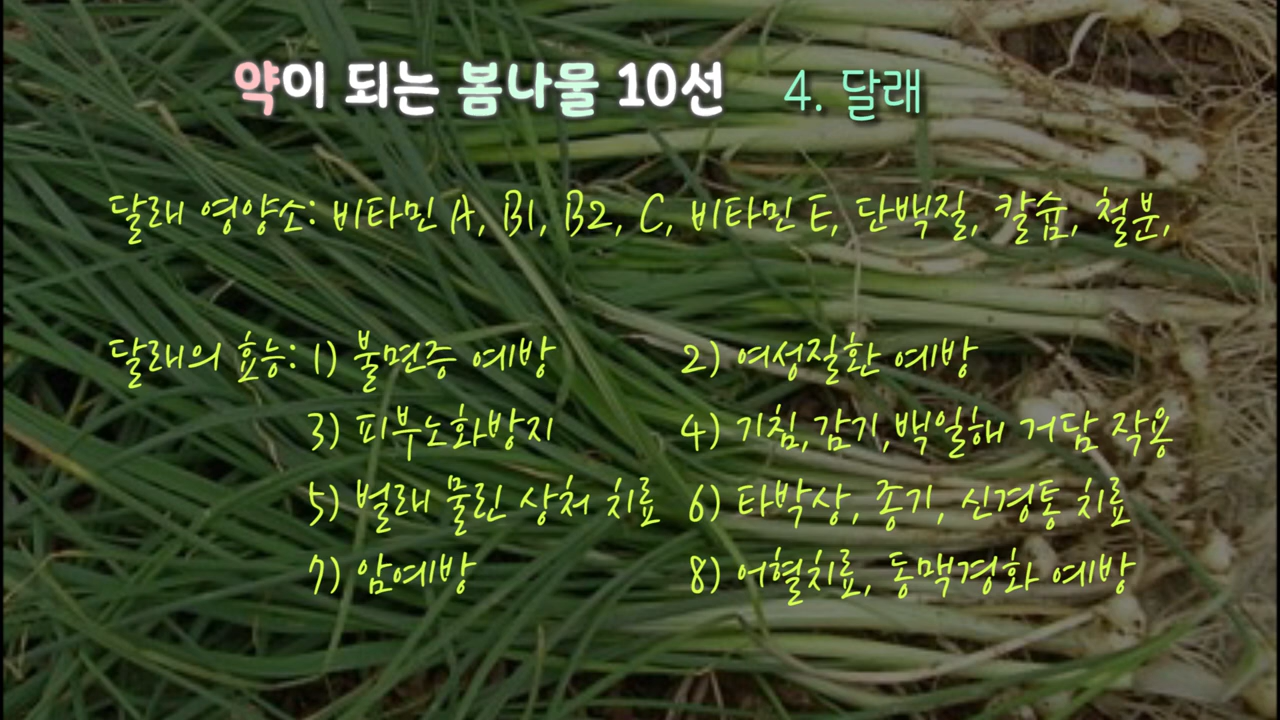 약이 되는 봄나물 10선 4. 달래
달래 영양소: 비타민 A, B1, B2, C, 비타민 E, 단백질, 칼슘, 철분,
달래의 효능: 1) 불면증 예방 2) 여성질환 예방
3) 피부노화방지 4) 기침,감기,백일해 거담 작용
5) 벌래 물린 상처 치료 6) 타박상, 종기, 신경통 치료
7) 암예방 8) 어혈치료, 동맥경화 예방